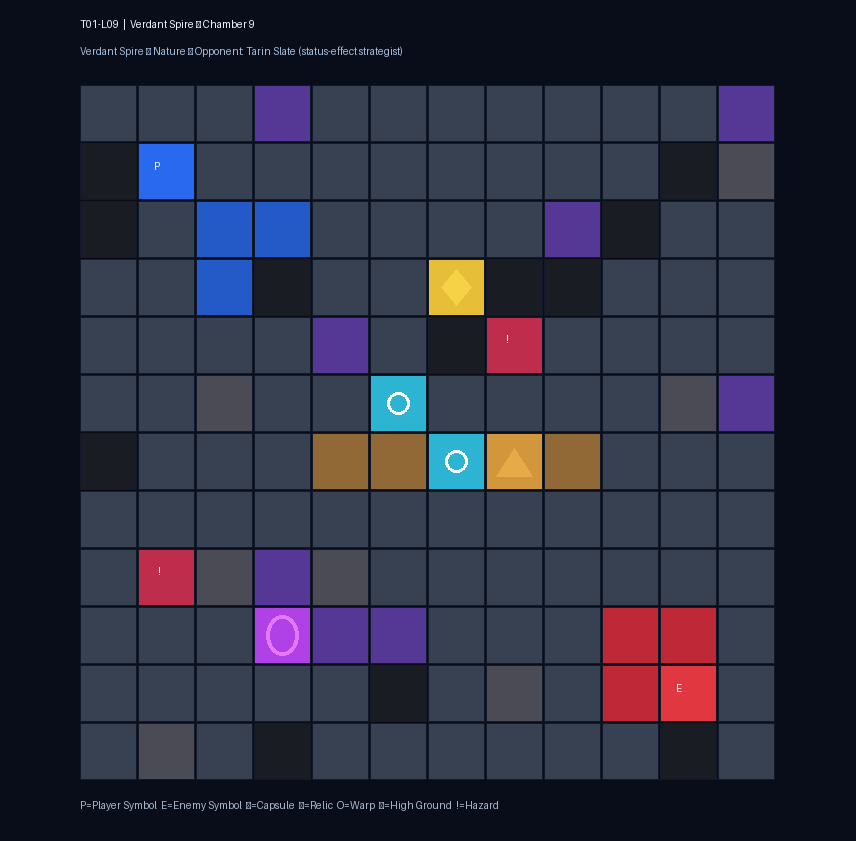 T01-L09 | Verdant Spire ▯ Chamber 9
Verdant Spire ▯ Nature ▯ Opponent: Tarin Slate (status-effect strategist)
P
!
!
E
P=Player Symbol E=Enemy Symbol ▯=Capsule ▯=Relic O=Warp ▯=High Ground !=Hazard